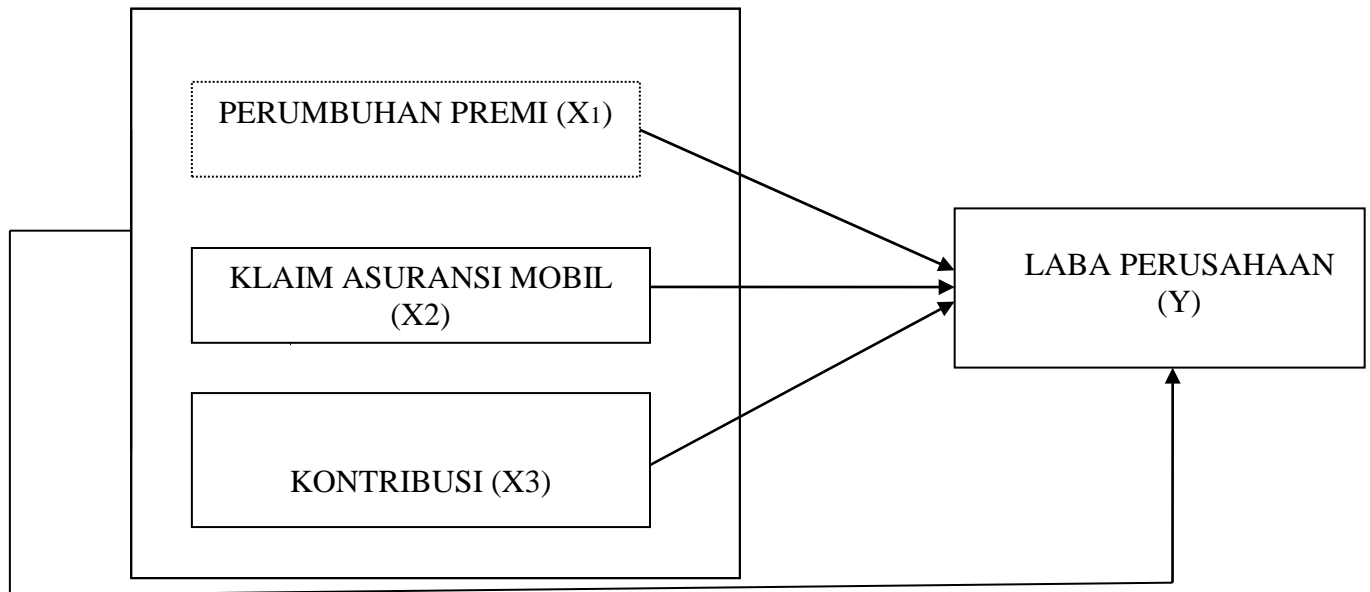 PERUMBUHAN PREMI (X1)
KLAIM ASURANSI MOBIL
(X2)
KONTRIBUSI (X3)
LABA PERUSAHAAN
(Y)